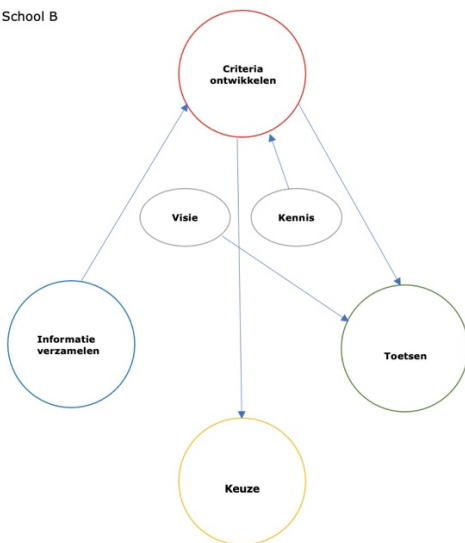 School B
Criteria
ontwikkelen
Visie
Kennis
Informatie
verzamelen
Toetsen
Keuze